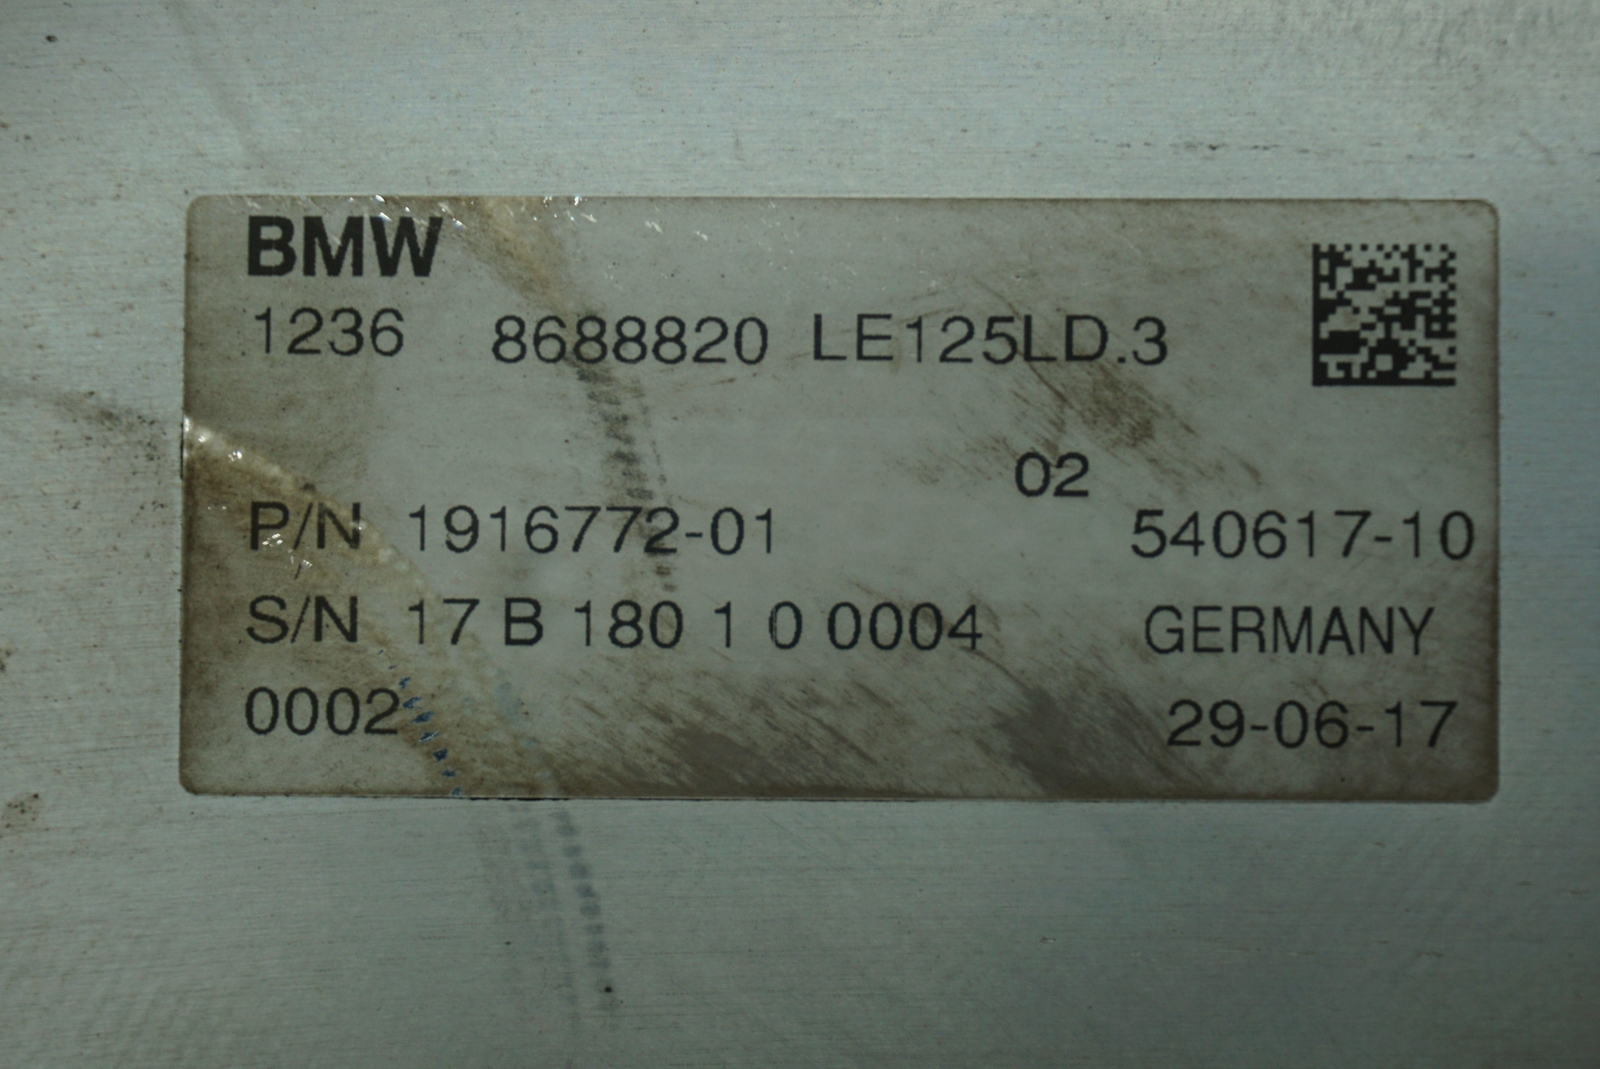 BMW
1236 8688820 LE125LD.3
02
P/N 1916772-01 540617-10
S/N 17 B 180 1 0 0004 GERMANY
0002 29-06-17